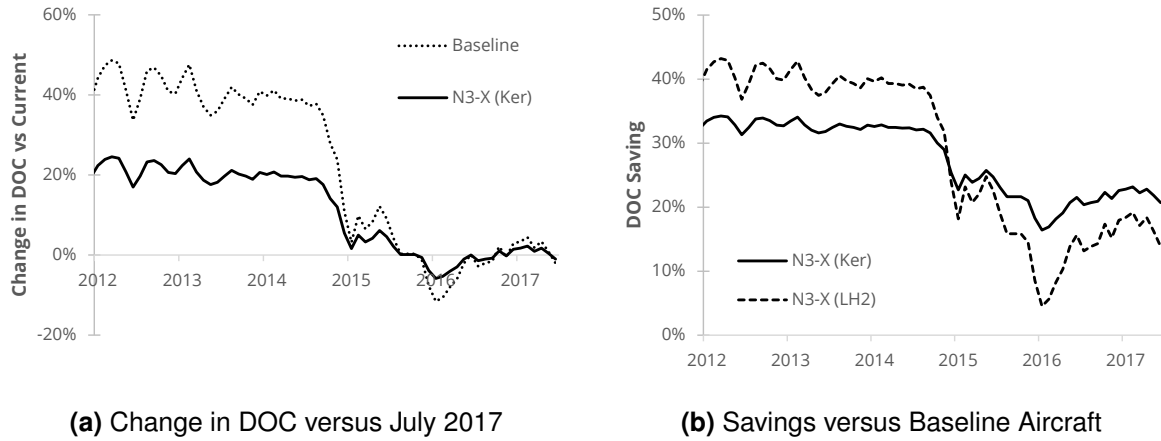 60%
40%
20%
0%
-20%
Change in DOC vs Current
2012
2013
2014
2015
2016
2017
Baseline
N3-X (Ker)
(a) Change in DOC versus July 2017
50%
40%
30%
20%
10%
0%
DOC Saving
N3-X (Ker)
N3-X (LH2)
2012
2013
2014
2015
2016
2017
(b) Savings versus Baseline Aircraft